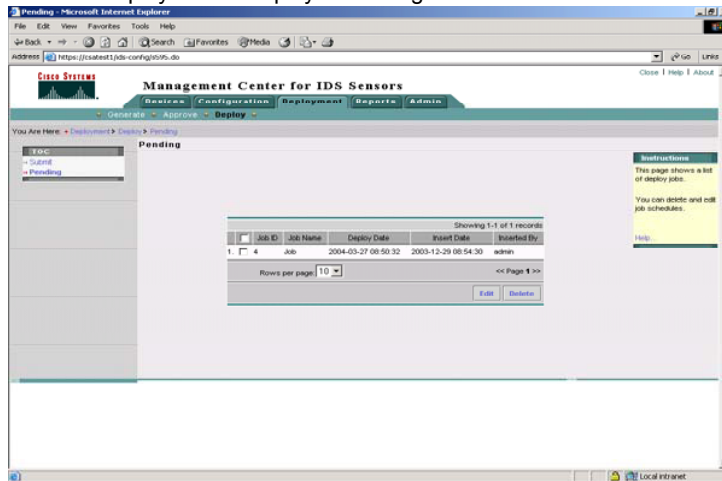 Pending - Microsoft Internet Explorer
File Edit View Favorites Tools Help
Back Search Favorites Media
Address https://csatest1/ids-config/sb95.do Go Links
Close | Help | About
CISCO SYSTEMS
Management Center for IDS Sensors
Devices Configuration Deployment Reports Admin
Generate Approve Deploy
You Are Here: Deployment Deploy Pending
TOC
Submit
Pending
Pending
Showing 1-1 of 1 records
Job ID Job Name Deploy Date Insert Date Inserted By
1. 4 Job 2004-03-27 08:50:32 2003-12-29 08:54:30 admin
Rows per page: 10 << Page 1 >>
Edit Delete
Instructions
This page shows a list
of deploy jobs.
You can delete and edit
job schedules.
Help...
Local intranet